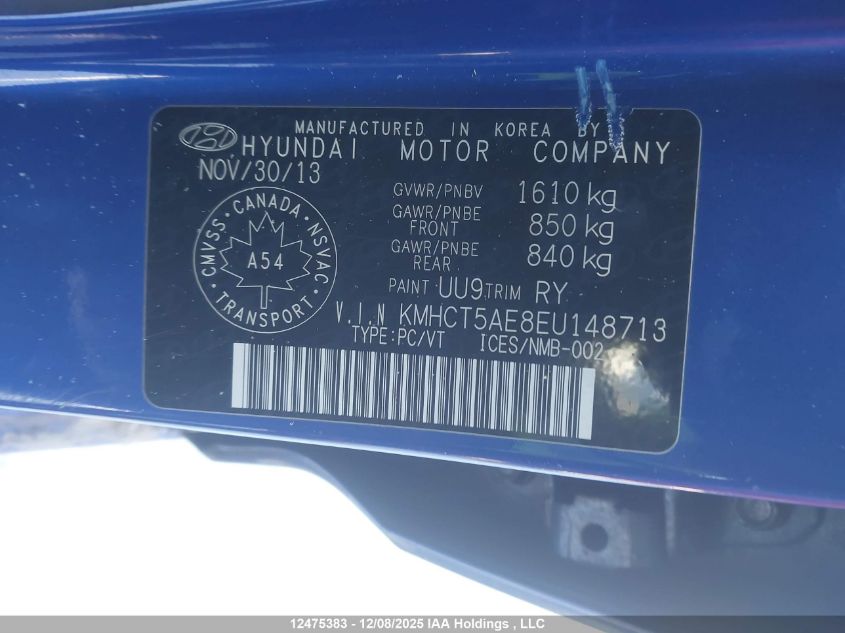 MANUFACTURED IN KOREA BY
HYUNDAI MOTOR COMPANY
NOV/30/13
GVWR/PNBV 1610 kg
GAWR/PNBE FRONT 850 kg
GAWR/PNBE REAR 840 kg
PAINT UU9 TRIM RY
CMVSS · CANADA · NSVAC · TRANSPORT ·
A54
V.I.N KMHCT5AE8EU148713
TYPE:PC/VT ICES/NMB-002
12475383 - 12/08/2025 IAA Holdings , LLC